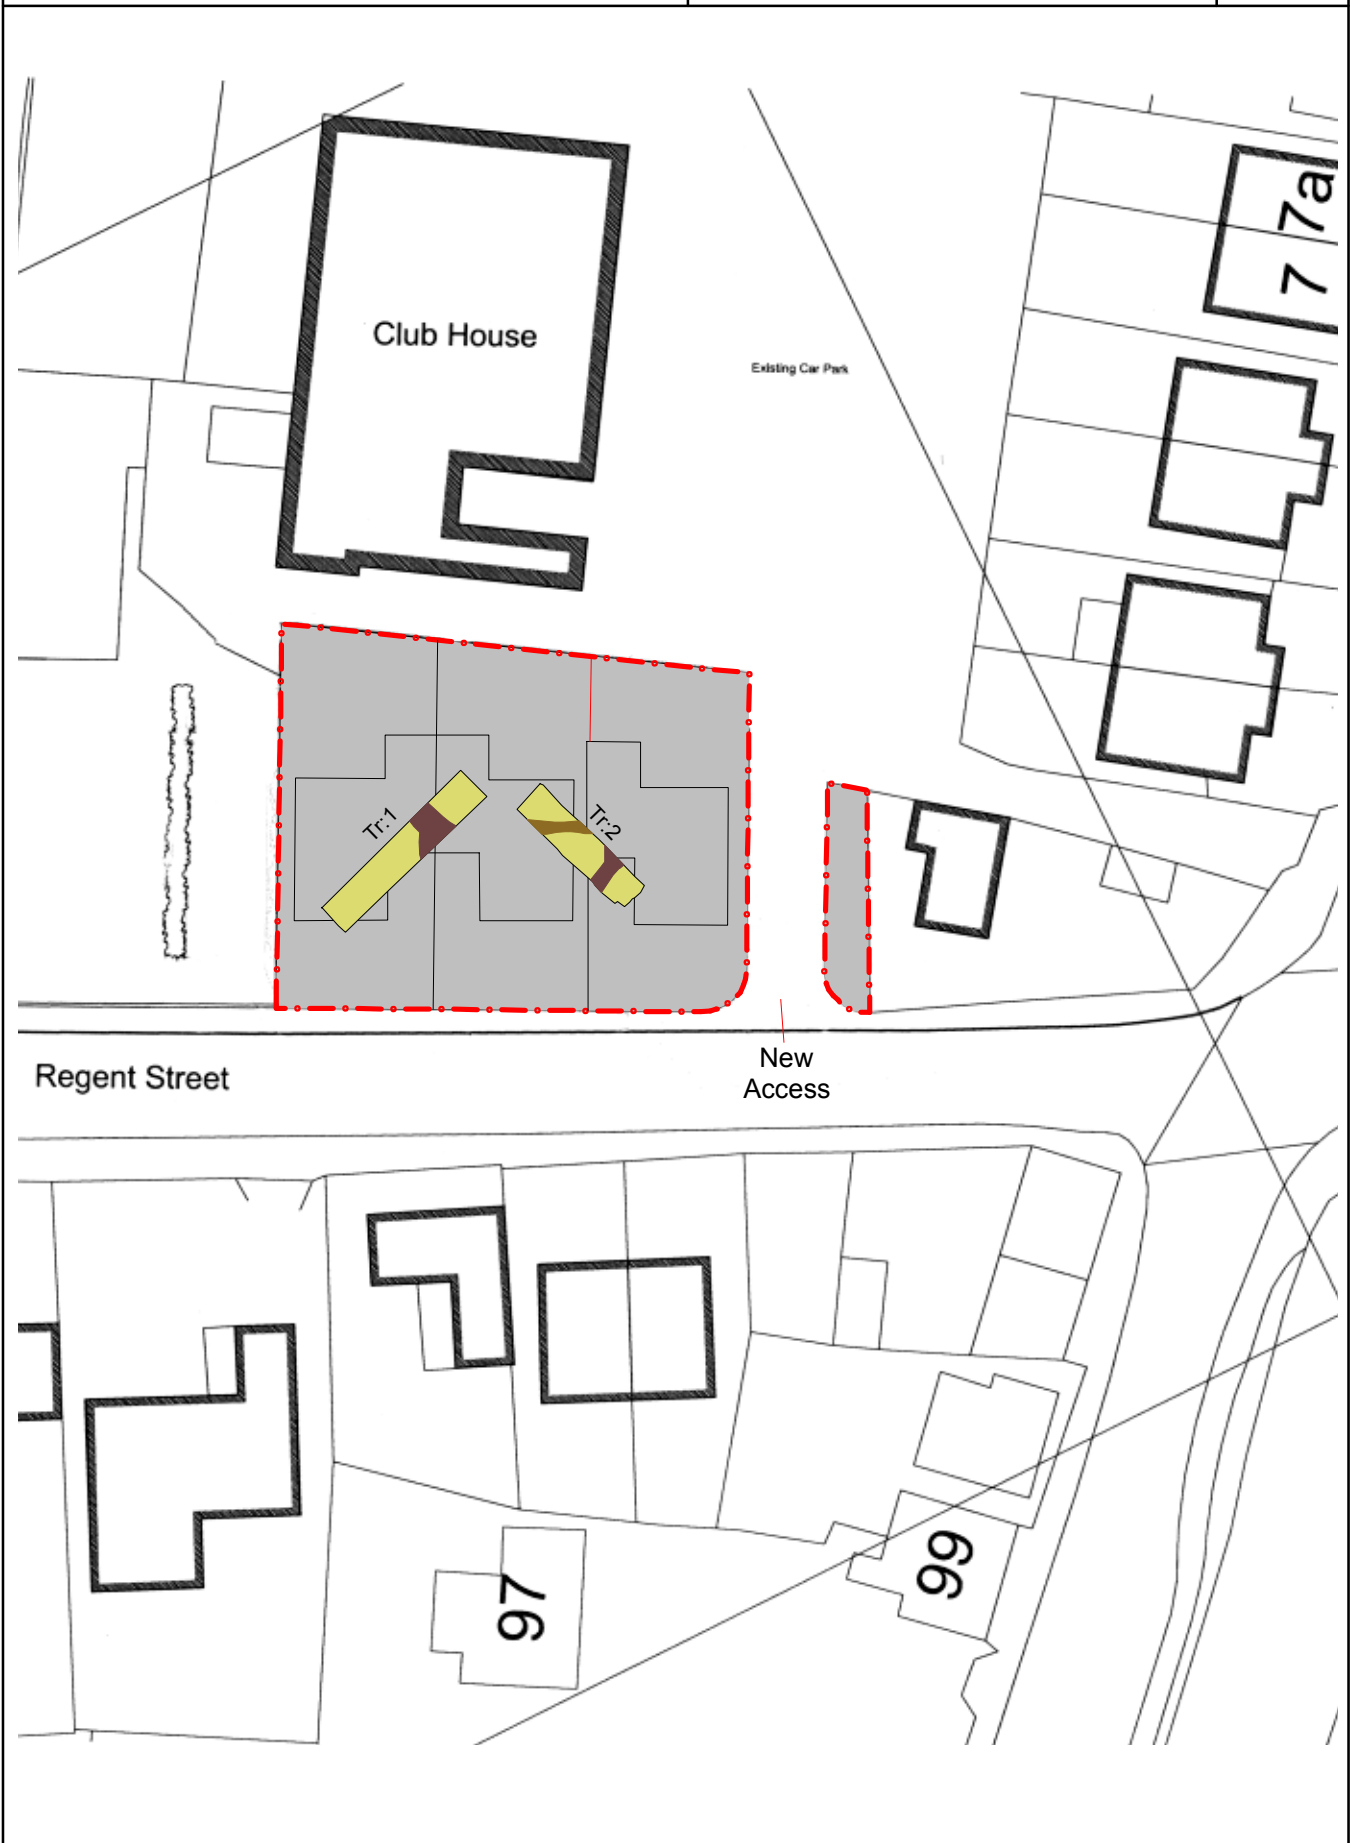 7a
7
Club House
Existing Car Park
Tr:1
Tr:2
New
Access
Regent Street
97
99